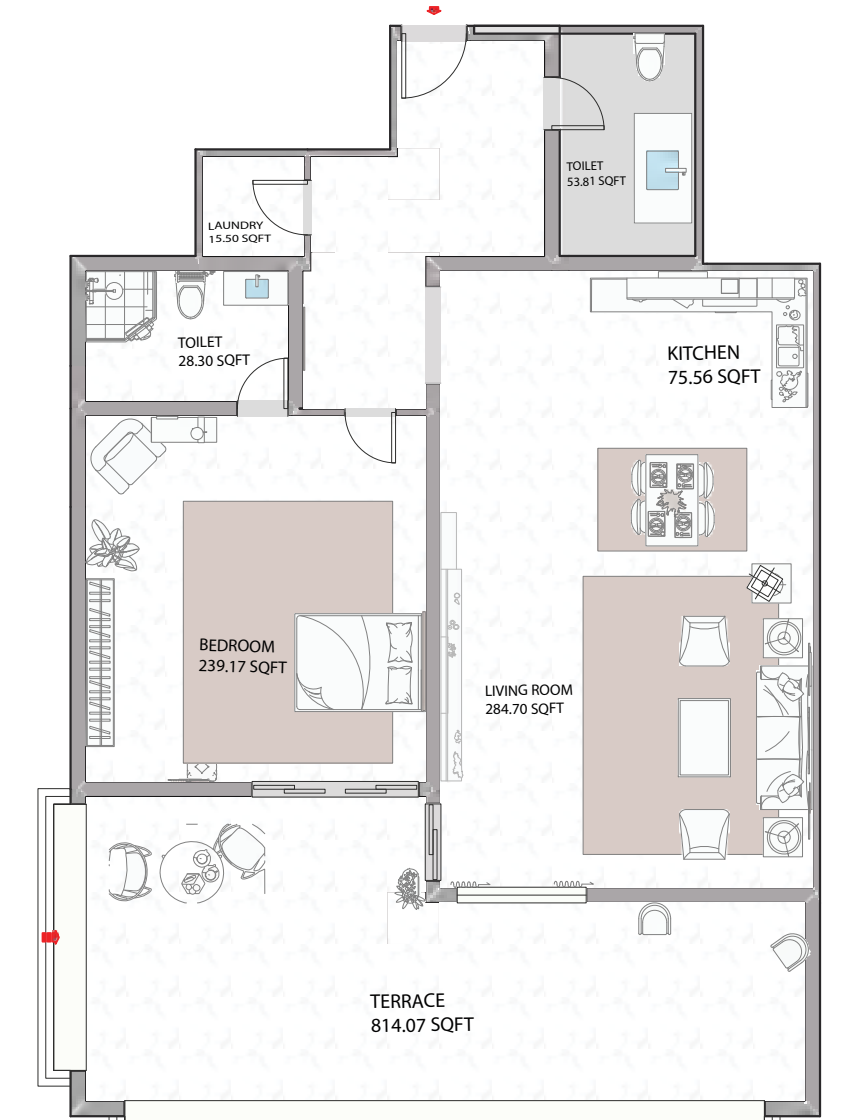 TOILET
53.81 SQFT
LAUNDRY
15.50 SQFT
TOILET
28.30 SQFT
KITCHEN
75.56 SQFT
BEDROOM
239.17 SQFT
LIVING ROOM
284.70 SQFT
TERRACE
814.07 SQFT